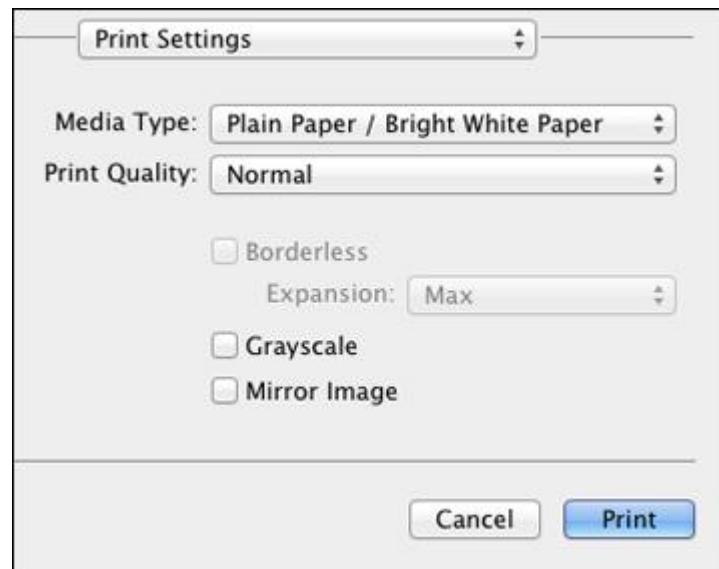 Print Settings
Media Type: Plain Paper / Bright White Paper
Print Quality: Normal
Borderless
Expansion: Max
Grayscale
Mirror Image
Cancel Print